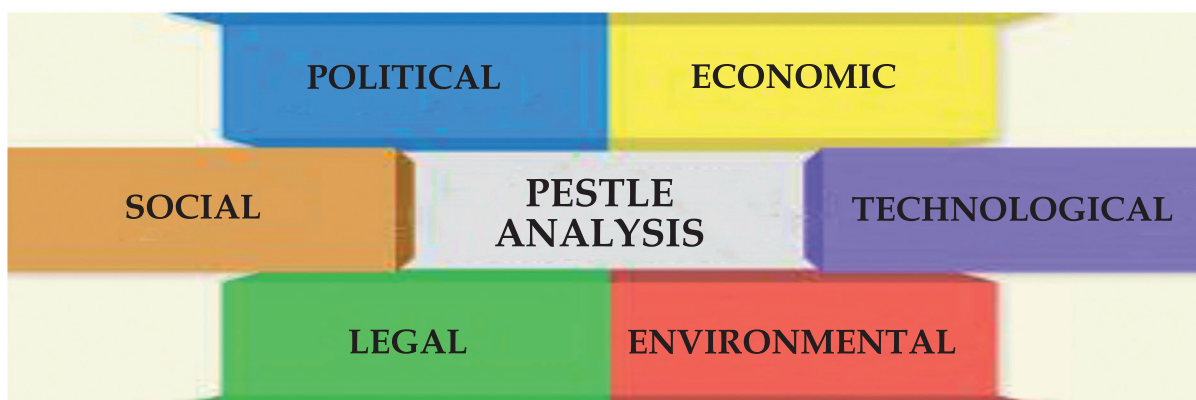 POLITICAL
ECONOMIC
SOCIAL
PESTLE
ANALYSIS
TECHNOLOGICAL
LEGAL
ENVIRONMENTAL